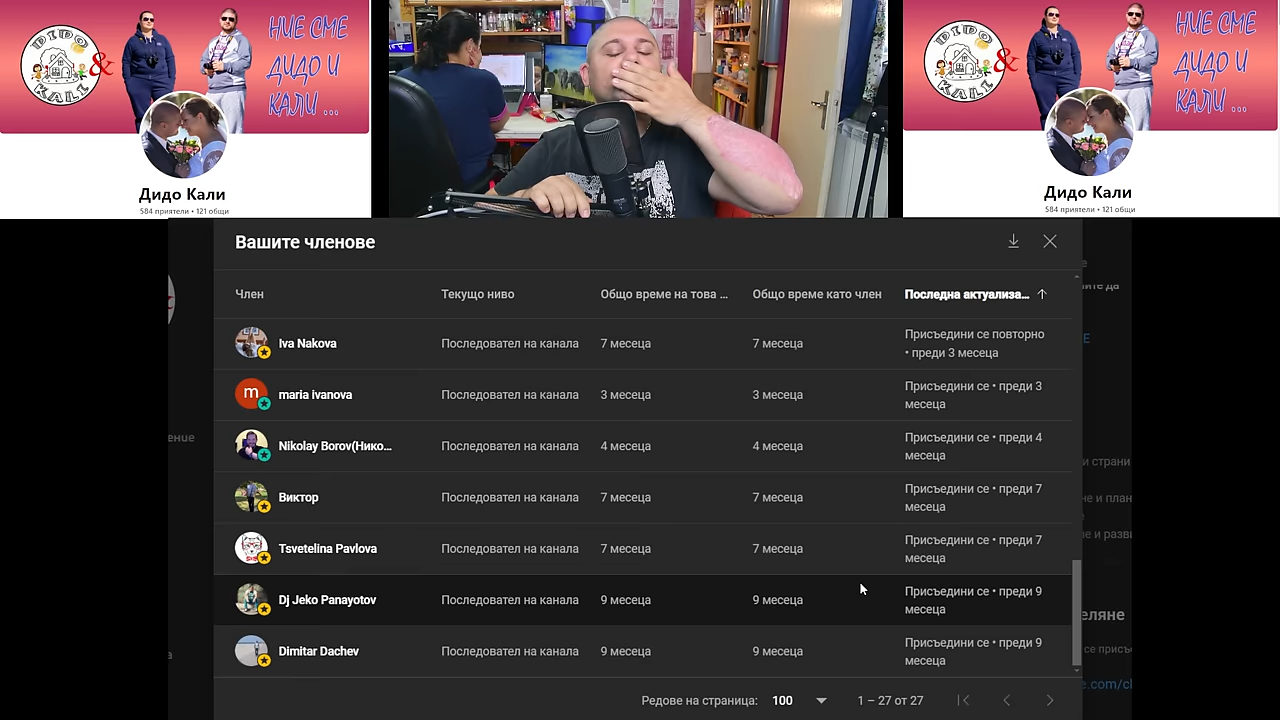 DIDO
&
KALI
НИЕ СМЕ
ДИДО И
КАЛИ ...
Дидо Кали
584 приятели • 121 общи
DIDO
&
KALI
НИЕ СМЕ
ДИДО И
КАЛИ ...
Дидо Кали
584 приятели • 121 общи
Вашите членове
Член Текущо ниво Общо време на това ... Общо време като член Последна актуализа...
Iva Nakova Последовател на канала 7 месеца 7 месеца Присъедини се повторно
• преди 3 месеца
m maria ivanova Последовател на канала 3 месеца 3 месеца Присъедини се • преди 3
месеца
Nikolay Borov(Нико... Последовател на канала 4 месеца 4 месеца Присъедини се • преди 4
месеца
Виктор Последовател на канала 7 месеца 7 месеца Присъедини се • преди 7
месеца
Tsvetelina Pavlova Последовател на канала 7 месеца 7 месеца Присъедини се • преди 7
месеца
Dj Jeko Panayotov Последовател на канала 9 месеца 9 месеца Присъедини се • преди 9
месеца
Dimitar Dachev Последовател на канала 9 месеца 9 месеца Присъедини се • преди 9
месеца
Редове на страница: 100 1 – 27 от 27